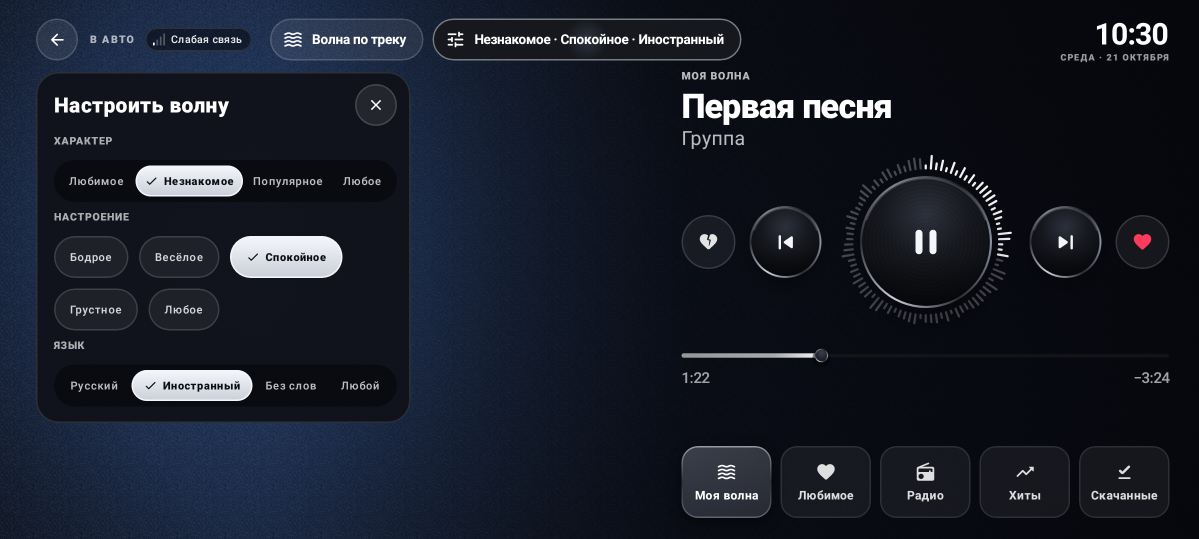 В АВТО
Слабая связь
Волна по треку
Незнакомое · Спокойное · Иностранный
10:30
СРЕДА · 21 ОКТЯБРЯ
Настроить волну
ХАРАКТЕР
Любимое Незнакомое Популярное Любое
НАСТРОЕНИЕ
Бодрое Весёлое Спокойное
Грустное Любое
ЯЗЫК
Русский Иностранный Без слов Любой
МОЯ ВОЛНА
Первая песня
Группа
1:22 −3:24
Моя волна Любимое Радио Хиты Скачанные